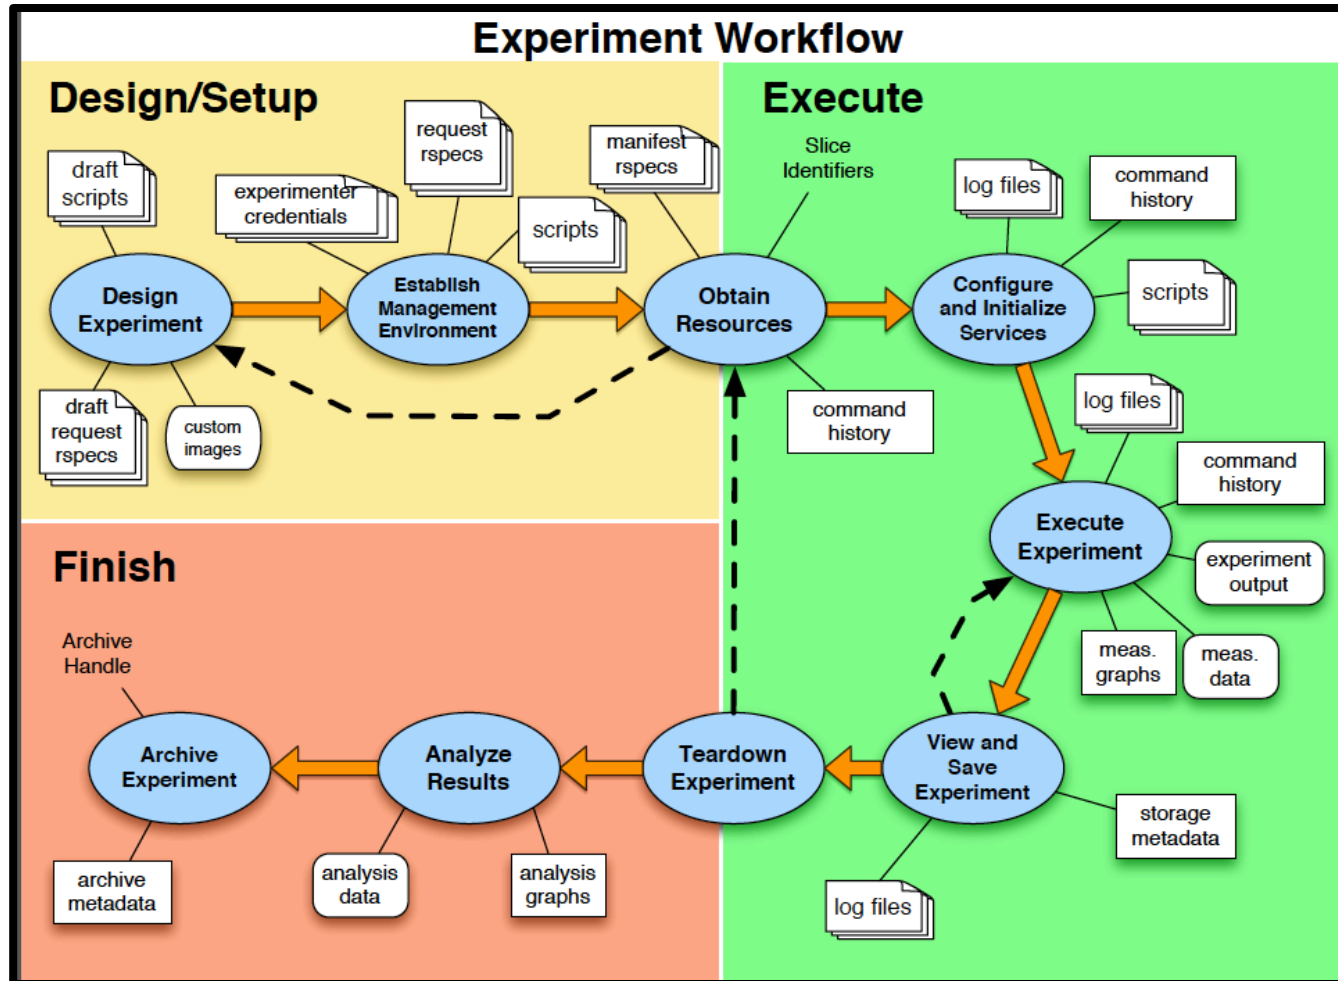 Experiment Workflow
Design/Setup
draft
scripts
experimenter
credentials
request
rspecs
scripts
manifest
rspecs
Design
Experiment
Establish
Management
Environment
Obtain
Resources
draft
request
rspecs
custom
images
Execute
Slice
Identifiers
log files
command
history
Configure
and Initialize
Services
scripts
command
history
log files
command
history
Execute
Experiment
experiment
output
meas.
graphs
meas.
data
Finish
Archive
Handle
Archive
Experiment
Analyze
Results
Teardown
Experiment
View and
Save
Experiment
archive
metadata
analysis
data
analysis
graphs
storage
metadata
log files